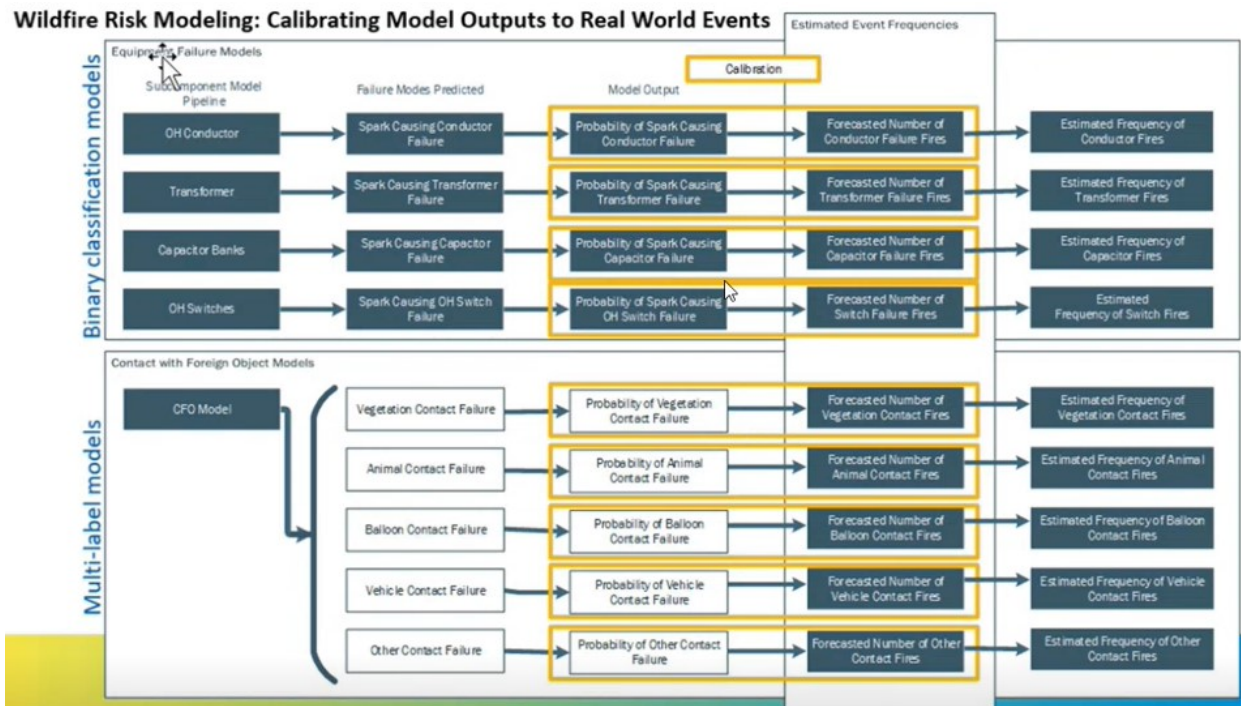 Wildfire Risk Modeling: Calibrating Model Outputs to Real World Events
Estimated Event Frequencies
Binary classification models
Equipment Failure Models
Calibration
Subcomponent Model
Pipeline
Failure Modes Predicted
Model Output
OH Conductor
Spark Causing Conductor
Failure
Probability of Spark Causing
Conductor Failure
Forecasted Number of
Conductor Failure Fires
Estimated Frequency of
Conductor Fires
Transformer
Spark Causing Transformer
Failure
Probability of Spark Causing
Transformer Failure
Forecasted Number of
Transformer Failure Fires
Estimated Frequency of
Transformer Fires
Capacitor Banks
Spark Causing Capacitor
Failure
Probability of Spark Causing
Capacitor Failure
Forecasted Number of
Capacitor Failure Fires
Estimated Frequency of
Capacitor Fires
OH Switches
Spark Causing OH Switch
Failure
Probability of Spark Causing
OH Switch Failure
Forecasted Number of
Switch Failure Fires
Estimated
Frequency of Switch Fires
Multi-label models
Contact with Foreign Object Models
CFO Model
Vegetation Contact Failure
Probability of Vegetation
Contact Failure
Forecasted Number of
Vegetation Contact Fires
Estimated Frequency of
Vegetation Contact Fires
Animal Contact Failure
Probability of Animal
Contact Failure
Forecasted Number of
Animal Contact Fires
Estimated Frequency of Animal
Contact Fires
Balloon Contact Failure
Probability of Balloon
Contact Failure
Forecasted Number of
Balloon Contact Fires
Estimated Frequency of Balloon
Contact Fires
Vehicle Contact Failure
Probability of Vehicle
Contact Failure
Forecasted Number of
Vehicle Contact Fires
Estimated Frequency of Vehicle
Contact Fires
Other Contact Failure
Probability of Other Contact
Failure
Forecasted Number of Other
Contact Fires
Estimated Frequency of Other
Contact Fires